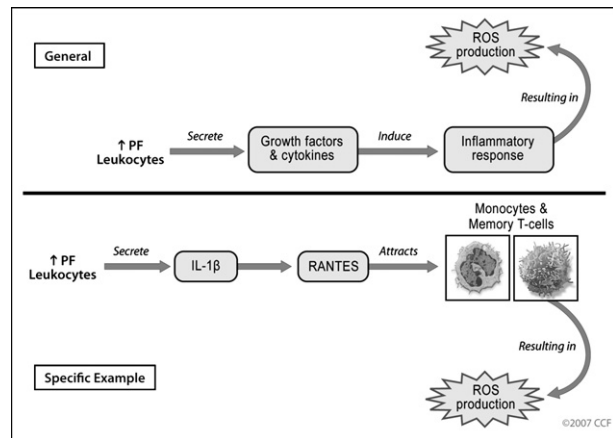 ROS
production
General
Resulting in
Secrete
Induce
↑ PF
Leukocytes
Growth factors
& cytokines
Inflammatory
response
Monocytes &
Memory T-cells
Secrete
Attracts
↑ PF
Leukocytes
IL-1β
RANTES
Resulting in
Specific Example
ROS
production
©2007 CCF